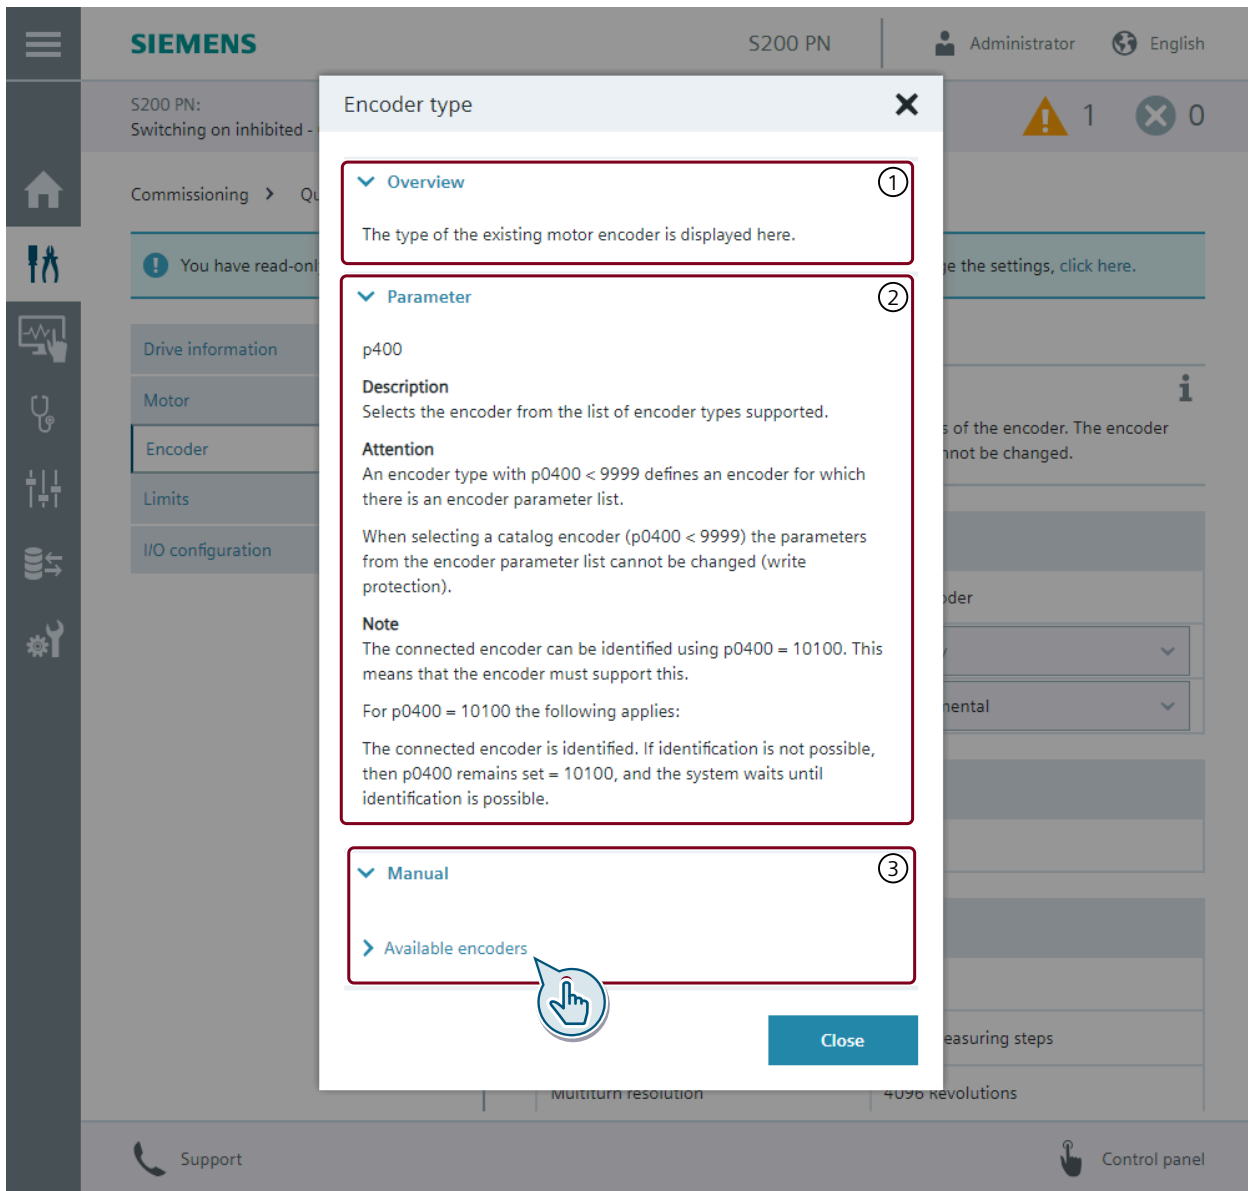 SIEMENS
S200 PN
Administrator
English
S200 PN:
Switching on inhibited -
1
0
Commissioning
You have read-only
the settings, click here.
Drive information
Motor
Encoder
Limits
I/O configuration
of the encoder. The encoder
be changed.
measuring steps
Multiturn resolution
4096 Revolutions
Encoder type
Overview
1
The type of the existing motor encoder is displayed here.
Parameter
2
p400
Description
Selects the encoder from the list of encoder types supported.
Attention
An encoder type with p0400 < 9999 defines an encoder for which
there is an encoder parameter list.
When selecting a catalog encoder (p0400 < 9999) the parameters
from the encoder parameter list cannot be changed (write
protection).
Note
The connected encoder can be identified using p0400 = 10100. This
means that the encoder must support this.
For p0400 = 10100 the following applies:
The connected encoder is identified. If identification is not possible,
then p0400 remains set = 10100, and the system waits until
identification is possible.
Manual
3
Available encoders
Close
Support
Control panel